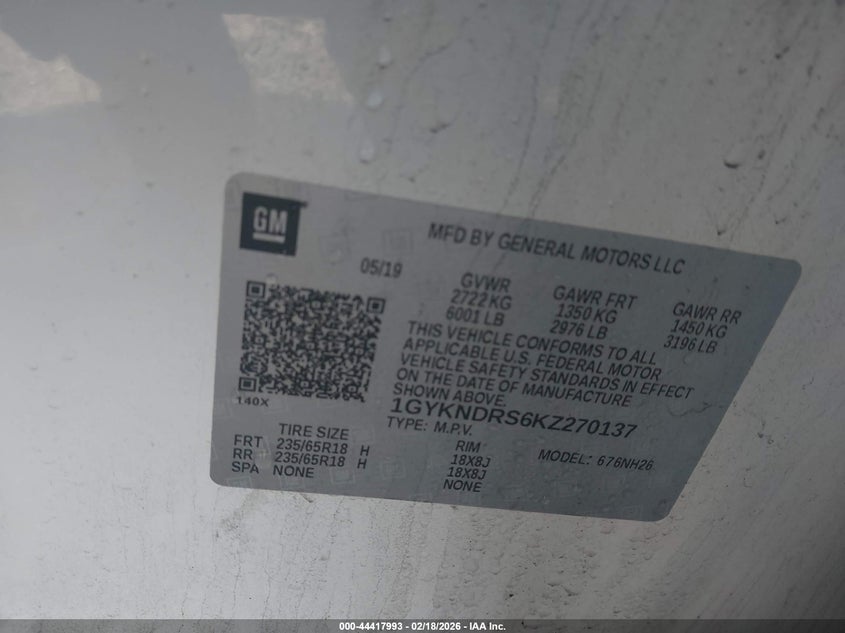 GM
MFD BY GENERAL MOTORS LLC
05/19
GVWR
2722 KG
6001 LB
GAWR FRT
1350 KG
2976 LB
GAWR RR
1450 KG
3196 LB
THIS VEHICLE CONFORMS TO ALL
APPLICABLE U.S. FEDERAL MOTOR
VEHICLE SAFETY STANDARDS IN EFFECT
ON THE DATE OF MANUFACTURE
SHOWN ABOVE.
140X
1GYKNDRS6KZ270137
TYPE: M.P.V.
MODEL: 676NH26
TIRE SIZE
RIM
FRT 235/65R18 H 18X8J
RR 235/65R18 H 18X8J
SPA NONE NONE
000-44417993 - 02/18/2026 - IAA Inc.